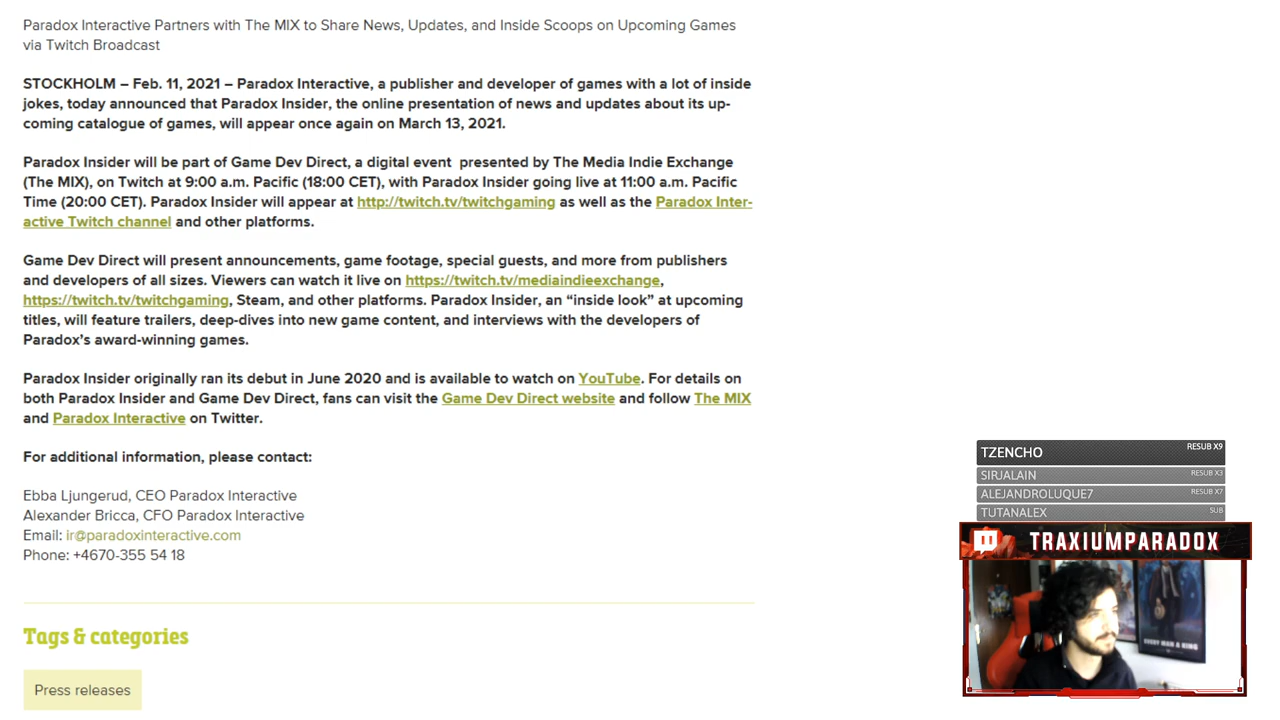 Paradox Interactive Partners with The MIX to Share News, Updates, and Inside Scoops on Upcoming Games
via Twitch Broadcast
STOCKHOLM – Feb. 11, 2021 – Paradox Interactive, a publisher and developer of games with a lot of inside
jokes, today announced that Paradox Insider, the online presentation of news and updates about its up-
coming catalogue of games, will appear once again on March 13, 2021.
Paradox Insider will be part of Game Dev Direct, a digital event  presented by The Media Indie Exchange
(The MIX), on Twitch at 9:00 a.m. Pacific (18:00 CET), with Paradox Insider going live at 11:00 a.m. Pacific
Time (20:00 CET). Paradox Insider will appear at http://twitch.tv/twitchgaming as well as the Paradox Inter-
active Twitch channel and other platforms.
Game Dev Direct will present announcements, game footage, special guests, and more from publishers
and developers of all sizes. Viewers can watch it live on https://twitch.tv/mediaindieexchange,
https://twitch.tv/twitchgaming, Steam, and other platforms. Paradox Insider, an “inside look” at upcoming
titles, will feature trailers, deep-dives into new game content, and interviews with the developers of
Paradox’s award-winning games.
Paradox Insider originally ran its debut in June 2020 and is available to watch on YouTube. For details on
both Paradox Insider and Game Dev Direct, fans can visit the Game Dev Direct website and follow The MIX
and Paradox Interactive on Twitter.
For additional information, please contact:
Ebba Ljungerud, CEO Paradox Interactive
Alexander Bricca, CFO Paradox Interactive
Email: ir@paradoxinteractive.com
Phone: +4670-355 54 18
Tags & categories
Press releases
TZENCHO RESUB X9
SIRJALAIN RESUB X3
ALEJANDROLUQUE7 RESUB X7
TUTANALEX SUB
TRAXIUMPARADOX
EVERY MAN A KING